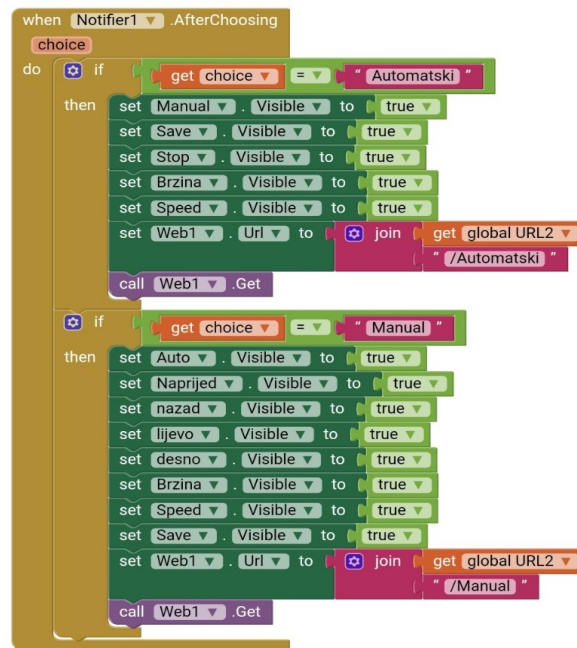 when Notifier1 .AfterChoosing
choice
do if get choice = " Automatski "
then set Manual . Visible to true
set Save . Visible to true
set Stop . Visible to true
set Brzina . Visible to true
set Speed . Visible to true
set Web1 . Url to join get global URL2
" /Automatski "
call Web1 .Get
if get choice = " Manual "
then set Auto . Visible to true
set Naprijed . Visible to true
set nazad . Visible to true
set lijevo . Visible to true
set desno . Visible to true
set Brzina . Visible to true
set Speed . Visible to true
set Save . Visible to true
set Web1 . Url to join get global URL2
" /Manual "
call Web1 .Get